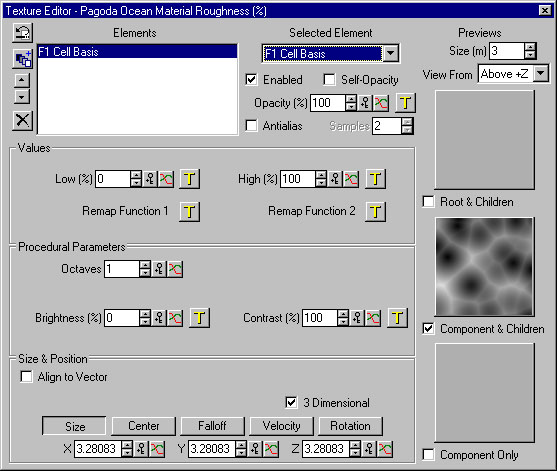 Texture Editor - Pagoda Ocean Material Roughness (%)
Elements
F1 Cell Basis
Selected Element
F1 Cell Basis
Enabled
Self-Opacity
Opacity (%) 100 T
Antialias
Samples 2
Previews
Size (m) 3
View From Above +Z
Root & Children
Component & Children
Component Only
Values
Low (%) 0 T
High (%) 100 T
Remap Function 1 T
Remap Function 2 T
Procedural Parameters
Octaves 1
Brightness (%) 0 T
Contrast (%) 100 T
Size & Position
Align to Vector
3 Dimensional
Size Center Falloff Velocity Rotation
X 3.28083 Y 3.28083 Z 3.28083